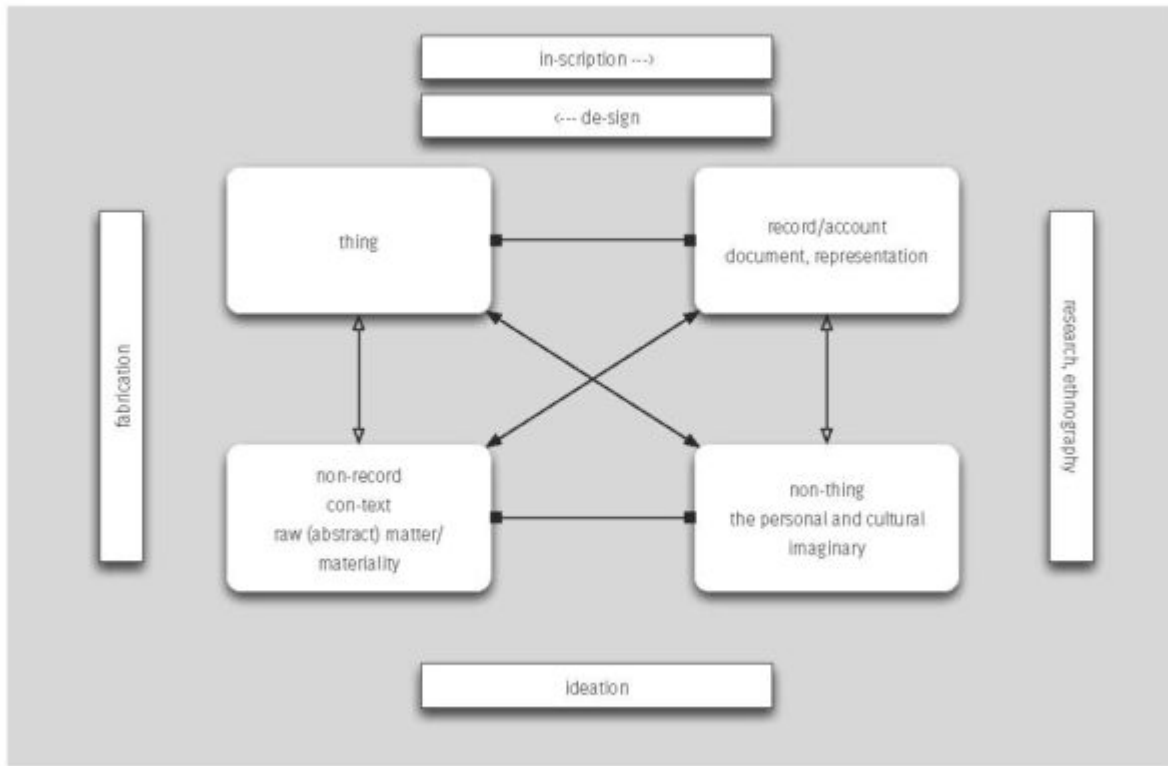 in-scription --->
<--- de-sign
thing
record/account
document, representation
fabrication
research, ethnography
non-record
con-text
raw (abstract) matter/
materiality
non-thing
the personal and cultural
imaginary
ideation